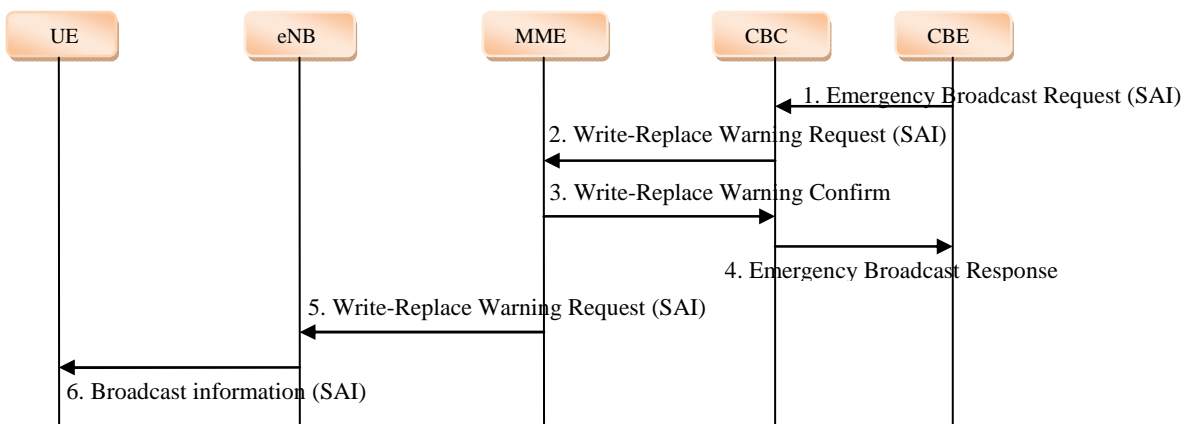 UE
eNB
MME
CBC
CBE
1. Emergency Broadcast Request (SAI)
2. Write-Replace Warning Request (SAI)
3. Write-Replace Warning Confirm
4. Emergency Broadcast Response
5. Write-Replace Warning Request (SAI)
6. Broadcast information (SAI)